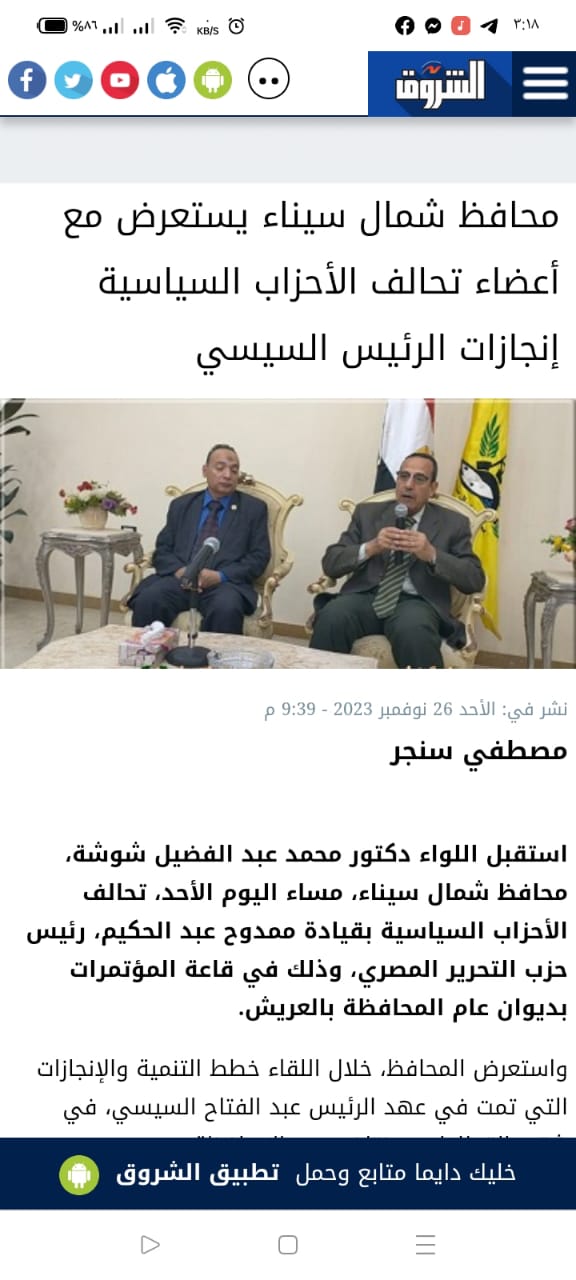 %٨٦
KB/S
٣:١٨
الشروق
محافظ شمال سيناء يستعرض مع
أعضاء تحالف الأحزاب السياسية
إنجازات الرئيس السيسي
نشر في: الأحد 26 نوفمبر 2023 - 9:39 م
مصطفي سنجر
استقبل اللواء دكتور محمد عبد الفضيل شوشة،
محافظ شمال سيناء، مساء اليوم الأحد، تحالف
الأحزاب السياسية بقيادة ممدوح عبد الحكيم، رئيس
حزب التحرير المصري، وذلك في قاعة المؤتمرات
بديوان عام المحافظة بالعريش.
واستعرض المحافظ، خلال اللقاء خطط التنمية والإنجازات
التي تمت في عهد الرئيس عبد الفتاح السيسي، في
خليك دايما متابع وحمل تطبيق الشروق